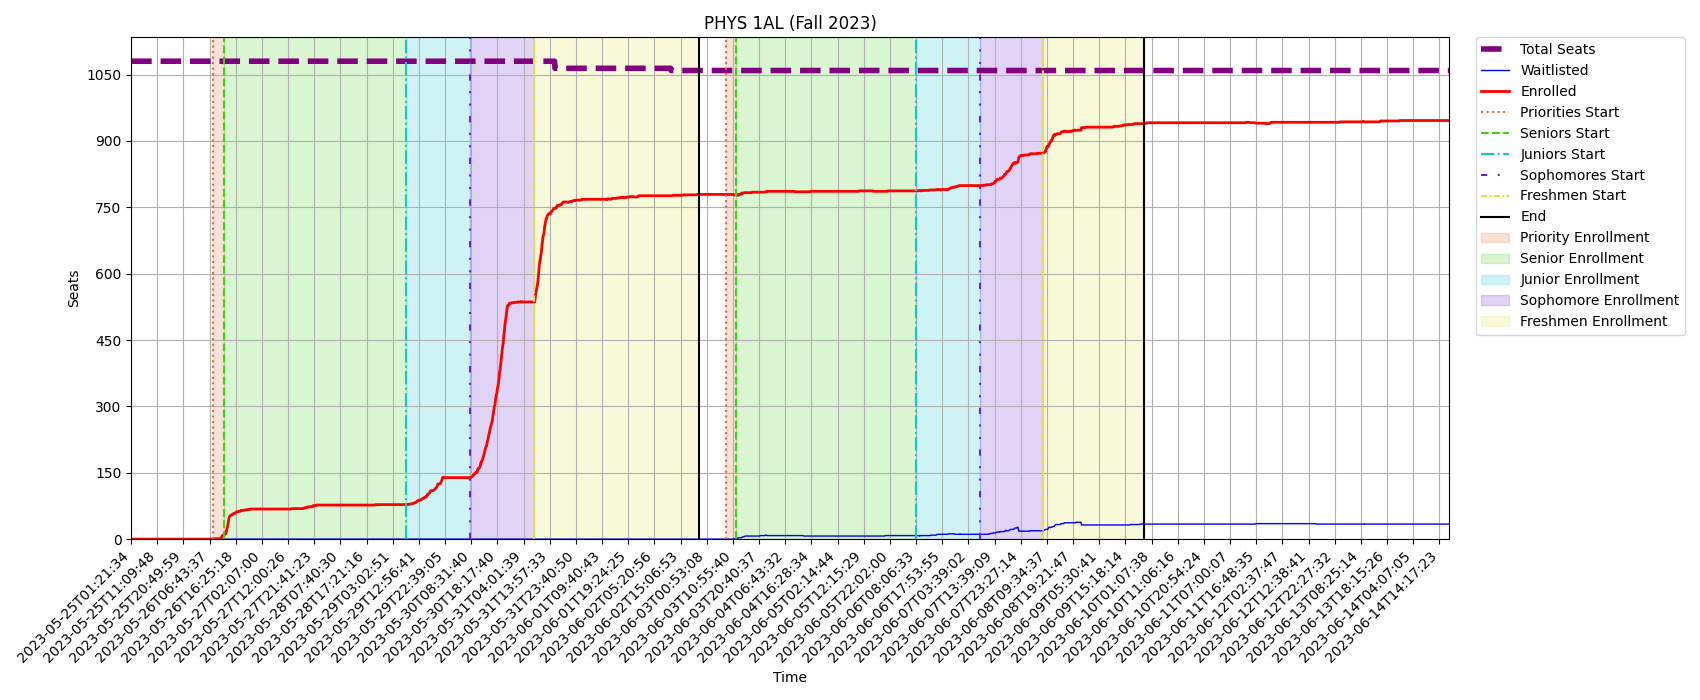 PHYS 1AL (Fall 2023)
Total Seats
Waitlisted
Enrolled
Priorities Start
Seniors Start
Juniors Start
Sophomores Start
Freshmen Start
End
Priority Enrollment
Senior Enrollment
Junior Enrollment
Sophomore Enrollment
Freshmen Enrollment
Seats
1050
900
750
600
450
300
150
0
2023-05-25T01:21:34
2023-05-25T11:09:48
2023-05-25T20:49:59
2023-05-26T06:43:37
2023-05-26T16:25:18
2023-05-27T02:07:00
2023-05-27T12:00:26
2023-05-27T21:41:23
2023-05-28T07:40:30
2023-05-28T17:21:16
2023-05-29T03:02:51
2023-05-29T12:56:41
2023-05-29T22:39:05
2023-05-30T08:31:40
2023-05-30T18:17:40
2023-05-31T04:01:39
2023-05-31T13:57:33
2023-05-31T23:40:50
2023-06-01T09:40:43
2023-06-01T19:24:25
2023-06-02T05:20:56
2023-06-02T15:06:53
2023-06-03T00:53:08
2023-06-03T10:55:40
2023-06-03T20:40:37
2023-06-04T06:43:32
2023-06-04T16:28:34
2023-06-05T02:14:44
2023-06-05T12:15:29
2023-06-05T22:02:00
2023-06-06T08:06:33
2023-06-06T17:53:55
2023-06-07T03:39:02
2023-06-07T13:39:09
2023-06-07T23:27:14
2023-06-08T09:34:37
2023-06-08T19:21:47
2023-06-09T05:30:41
2023-06-09T15:18:14
2023-06-10T01:07:38
2023-06-10T11:06:16
2023-06-10T20:54:24
2023-06-11T07:00:07
2023-06-11T16:48:35
2023-06-12T02:37:47
2023-06-12T12:38:41
2023-06-12T22:27:32
2023-06-13T08:25:14
2023-06-13T18:15:26
2023-06-14T04:07:05
2023-06-14T14:17:23
Time